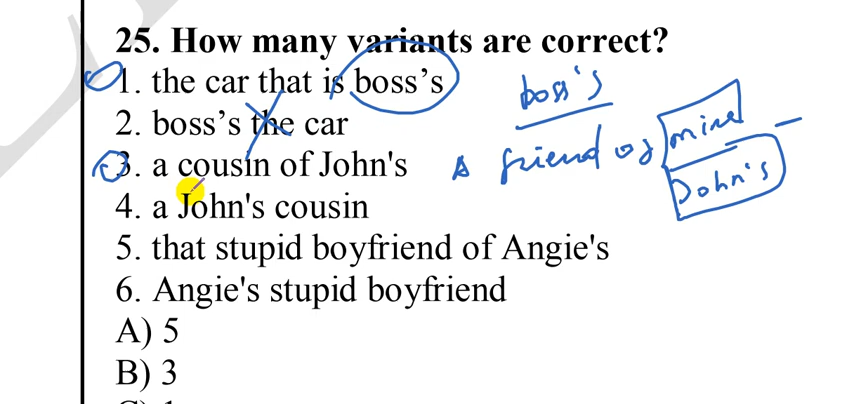 25. How many variants are correct?
1. the car that is boss’s
2. boss’s the car
3. a cousin of John's
4. a John's cousin
5. that stupid boyfriend of Angie's
6. Angie's stupid boyfriend
A) 5
B) 3
boss's
A friend of mine
John's